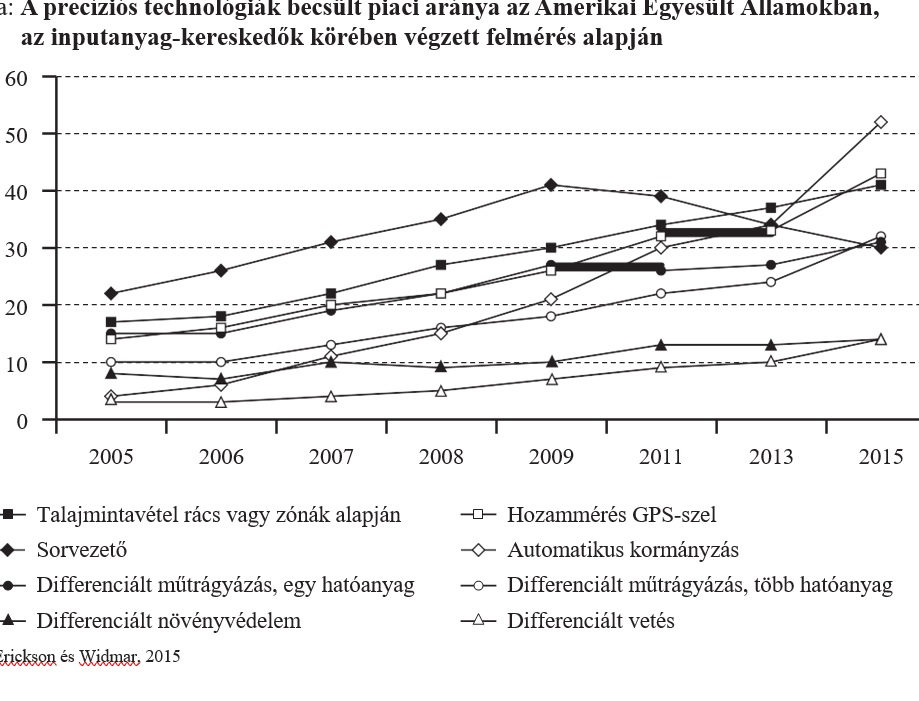 a: A precíziós technológiák becsült piaci aránya az Amerikai Egyesült Államokban,
az inputanyag-kereskedők körében végzett felmérés alapján
60
50
40
30
20
10
0
2005 2006 2007 2008 2009 2011 2013 2015
Talajmintavétel rács vagy zónák alapján Hozammérés GPS-szel
Sorvezető Automatikus kormányzás
Differenciált műtrágyázás, egy hatóanyag Differenciált műtrágyázás, több hatóanyag
Differenciált növényvédelem Differenciált vetés
Erickson és Widmar, 2015